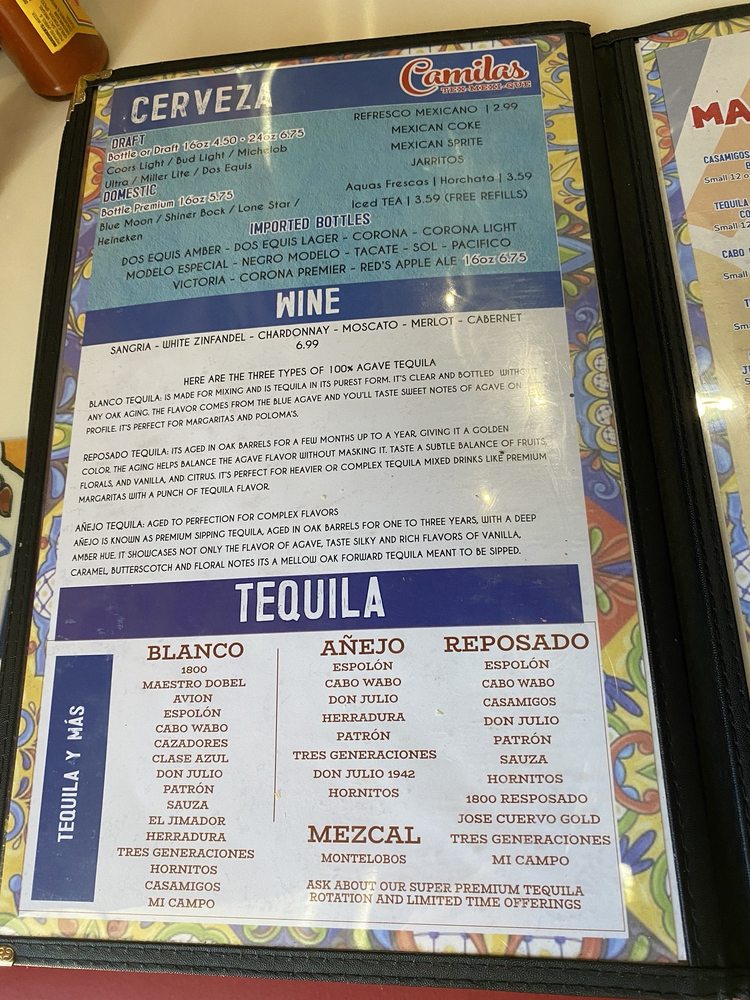 CERVEZA
Camilas
TEX-MEXI-QUE
DRAFT
Bottle or Draft 16oz 4.50 - 24oz 6.75
Coors Light / Bud Light / Michelob
Ultra / Miller Lite / Dos Equis
DOMESTIC
Bottle Premium 16oz 5.75
Blue Moon / Shiner Bock / Lone Star /
Heineken
REFRESCO MEXICANO | 2.99
MEXICAN COKE
MEXICAN SPRITE
JARRITOS
Aquas Frescas | Horchata | 3.59
Iced TEA | 3.59 (FREE REFILLS)
IMPORTED BOTTLES
DOS EQUIS AMBER - DOS EQUIS LAGER - CORONA - CORONA LIGHT
MODELO ESPECIAL - NEGRO MODELO - TACATE - SOL - PACIFICO
VICTORIA - CORONA PREMIER - RED'S APPLE ALE 16oz 6.75
WINE
SANGRIA - WHITE ZINFANDEL - CHARDONNAY - MOSCATO - MERLOT - CABERNET
6.99
HERE ARE THE THREE TYPES OF 100% AGAVE TEQUILA
BLANCO TEQUILA: IS MADE FOR MIXING AND IS TEQUILA IN ITS PUREST FORM. IT'S CLEAR AND BOTTLED WITHOUT
ANY OAK AGING. THE FLAVOR COMES FROM THE BLUE AGAVE AND YOU'LL TASTE SWEET NOTES OF AGAVE ON
PROFILE. IT'S PERFECT FOR MARGARITAS AND POLOMA'S.
REPOSADO TEQUILA: ITS AGED IN OAK BARRELS FOR A FEW MONTHS UP TO A YEAR, GIVING IT A GOLDEN
COLOR. THE AGING HELPS BALANCE THE AGAVE FLAVOR WITHOUT MASKING IT. TASTE A SUBTLE BALANCE OF FRUITS,
FLORALS, AND VANILLA, AND CITRUS. IT'S PERFECT FOR HEAVIER OR COMPLEX TEQUILA MIXED DRINKS LIKE PREMIUM
MARGARITAS WITH A PUNCH OF TEQUILA FLAVOR.
AÑEJO TEQUILA: AGED TO PERFECTION FOR COMPLEX FLAVORS
AÑEJO IS KNOWN AS PREMIUM SIPPING TEQUILA, AGED IN OAK BARRELS FOR ONE TO THREE YEARS, WITH A DEEP
AMBER HUE. IT SHOWCASES NOT ONLY THE FLAVOR OF AGAVE, TASTE SILKY AND RICH FLAVORS OF VANILLA,
CARAMEL, BUTTERSCOTCH AND FLORAL NOTES ITS A MELLOW OAK FORWARD TEQUILA MEANT TO BE SIPPED.
TEQUILA
TEQUILA Y MÁS
BLANCO
1800
MAESTRO DOBEL
AVION
ESPOLÓN
CABO WABO
CAZADORES
CLASE AZUL
DON JULIO
PATRÓN
SAUZA
EL JIMADOR
HERRADURA
TRES GENERACIONES
HORNITOS
CASAMIGOS
MI CAMPO
AÑEJO
ESPOLÓN
CABO WABO
DON JULIO
HERRADURA
PATRÓN
TRES GENERACIONES
DON JULIO 1942
HORNITOS
MEZCAL
MONTELOBOS
REPOSADO
ESPOLÓN
CABO WABO
CASAMIGOS
DON JULIO
PATRÓN
SAUZA
HORNITOS
1800 RESPOSADO
JOSE CUERVO GOLD
TRES GENERACIONES
MI CAMPO
ASK ABOUT OUR SUPER PREMIUM TEQUILA
ROTATION AND LIMITED TIME OFFERINGS
MA
CASAMIGOS
Small 12 o
TEQUILA
CO
Small 12
CABO
Small